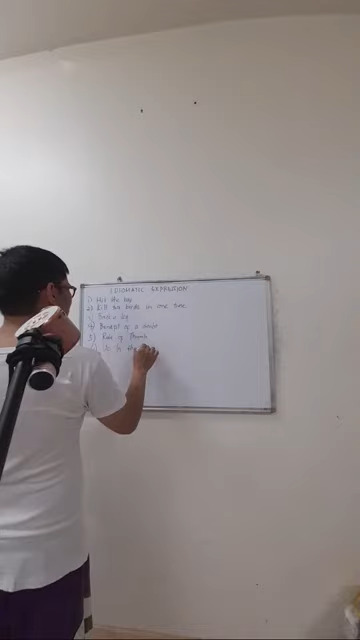 IDIOMATIC EXPRESSION
1) Hit the hay
2) Kill two birds in one stone
3) Break a leg
4) Benefit of a doubt
5) Rule of Thumb
6) Up in the